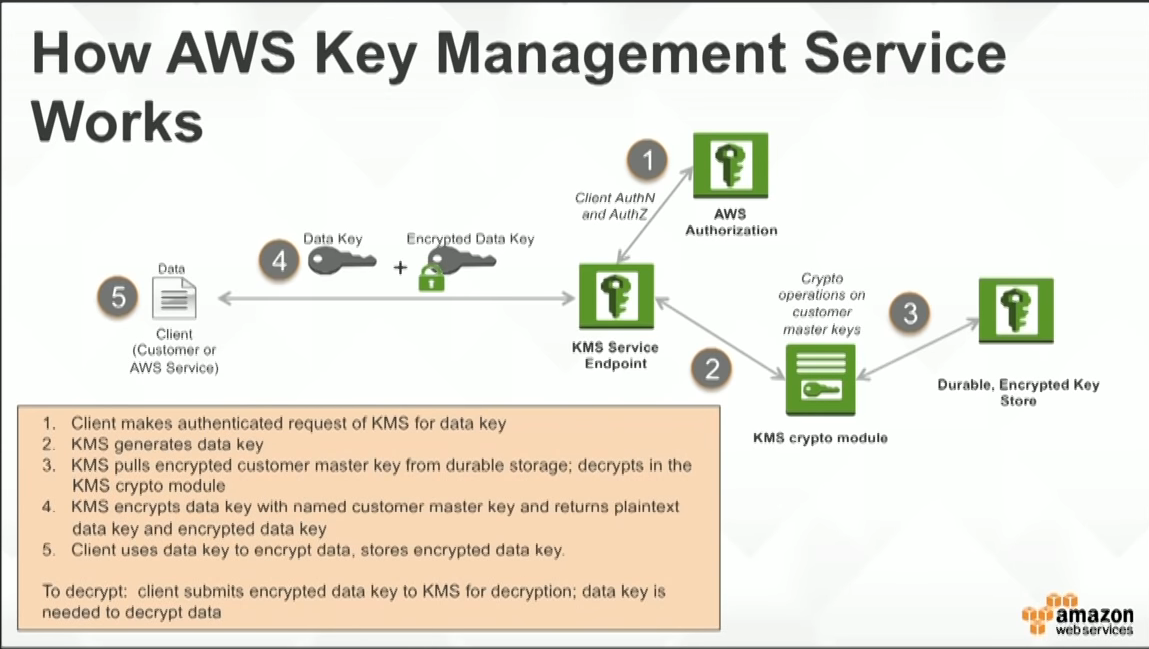 How AWS Key Management Service
Works
1
Client AuthN
and AuthZ
AWS
Authorization
4
Data Key
+
Encrypted Data Key
5
Data
Client
(Customer or
AWS Service)
KMS Service
Endpoint
2
Crypto
operations on
customer
master keys
3
KMS crypto module
Durable, Encrypted Key
Store
1. Client makes authenticated request of KMS for data key
2. KMS generates data key
3. KMS pulls encrypted customer master key from durable storage; decrypts in the
KMS crypto module
4. KMS encrypts data key with named customer master key and returns plaintext
data key and encrypted data key
5. Client uses data key to encrypt data, stores encrypted data key.
To decrypt: client submits encrypted data key to KMS for decryption; data key is
needed to decrypt data
amazon
webservices